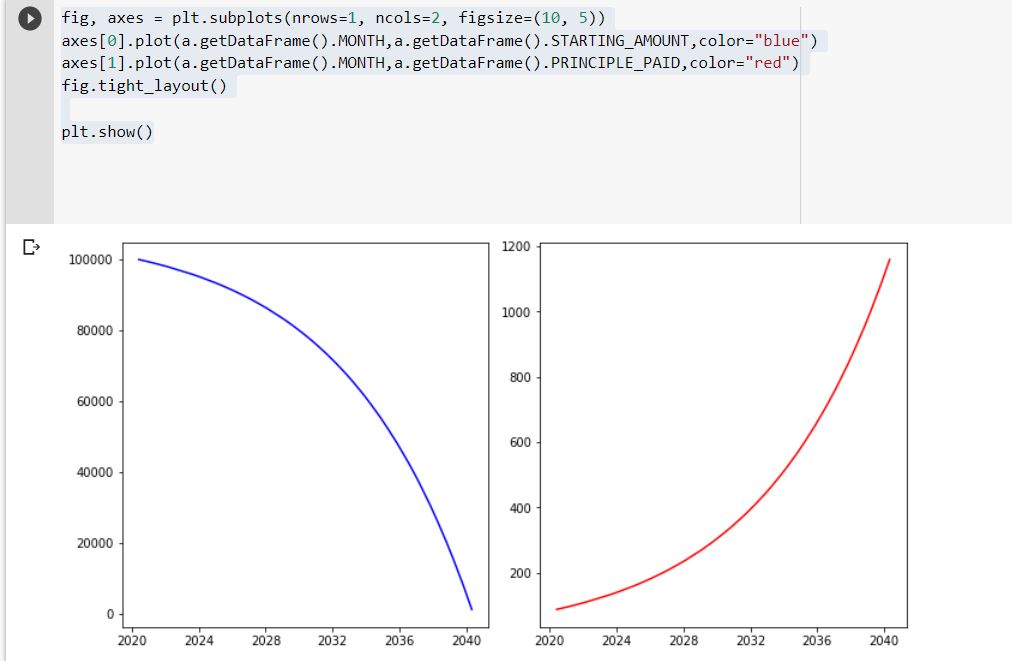 fig, axes = plt.subplots(nrows=1, ncols=2, figsize=(10, 5))
axes[0].plot(a.getDataFrame().MONTH,a.getDataFrame().STARTING_AMOUNT,color="blue")
axes[1].plot(a.getDataFrame().MONTH,a.getDataFrame().PRINCIPLE_PAID,color="red")
fig.tight_layout()
plt.show()
100000
80000
60000
40000
20000
0
2020 2024 2028 2032 2036 2040
1200
1000
800
600
400
200
2020 2024 2028 2032 2036 2040